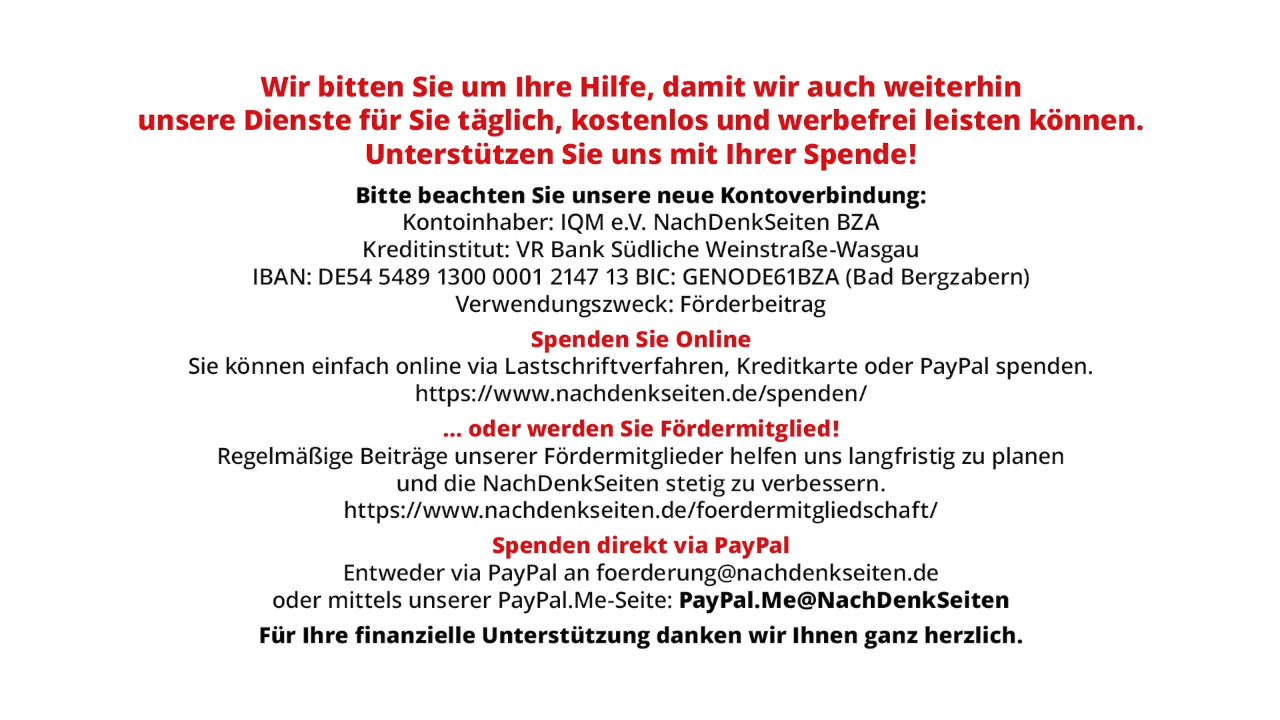 Wir bitten Sie um Ihre Hilfe, damit wir auch weiterhin
unsere Dienste für Sie täglich, kostenlos und werbefrei leisten können.
Unterstützen Sie uns mit Ihrer Spende!
Bitte beachten Sie unsere neue Kontoverbindung:
Kontoinhaber: IQM e.V. NachDenkSeiten BZA
Kreditinstitut: VR Bank Südliche Weinstraße-Wasgau
IBAN: DE54 5489 1300 0001 2147 13 BIC: GENODE61BZA (Bad Bergzabern)
Verwendungszweck: Förderbeitrag
Spenden Sie Online
Sie können einfach online via Lastschriftverfahren, Kreditkarte oder PayPal spenden.
https://www.nachdenkseiten.de/spenden/
... oder werden Sie Fördermitglied!
Regelmäßige Beiträge unserer Fördermitglieder helfen uns langfristig zu planen
und die NachDenkSeiten stetig zu verbessern.
https://www.nachdenkseiten.de/foerdermitgliedschaft/
Spenden direkt via PayPal
Entweder via PayPal an foerderung@nachdenkseiten.de
oder mittels unserer PayPal.Me-Seite: PayPal.Me@NachDenkSeiten
Für Ihre finanzielle Unterstützung danken wir Ihnen ganz herzlich.